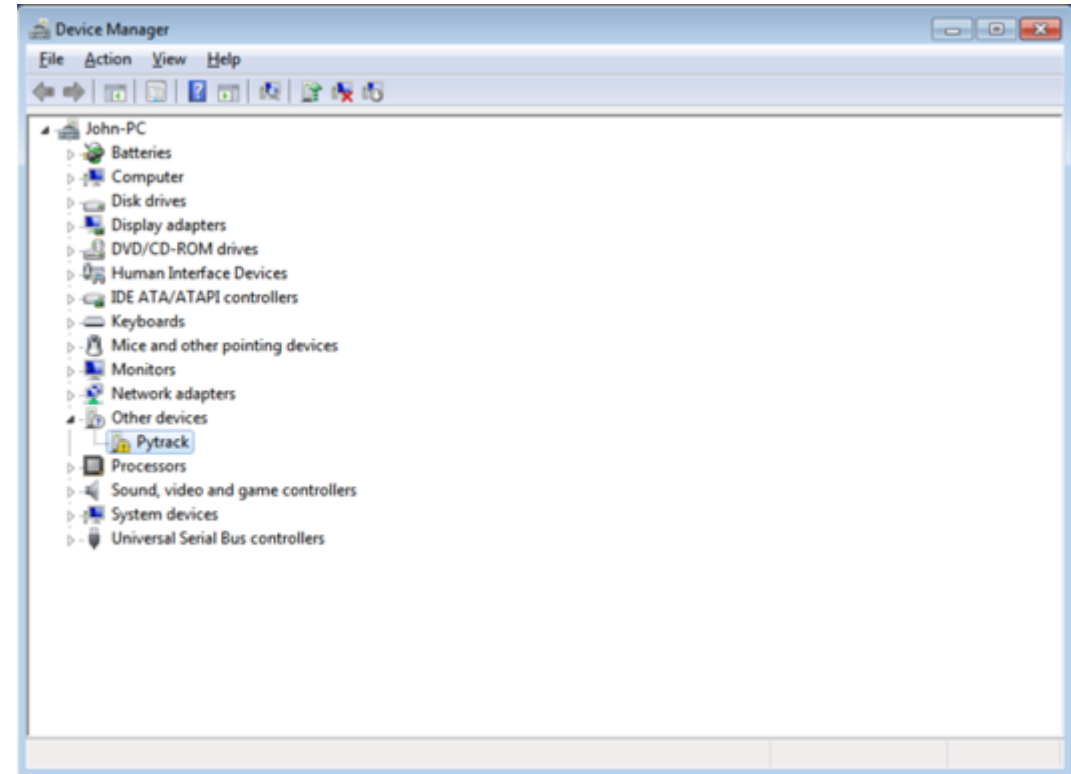 Device Manager
File Action View Help
John-PC
Batteries
Computer
Disk drives
Display adapters
DVD/CD-ROM drives
Human Interface Devices
IDE ATA/ATAPI controllers
Keyboards
Mice and other pointing devices
Monitors
Network adapters
Other devices
Pytrack
Processors
Sound, video and game controllers
System devices
Universal Serial Bus controllers